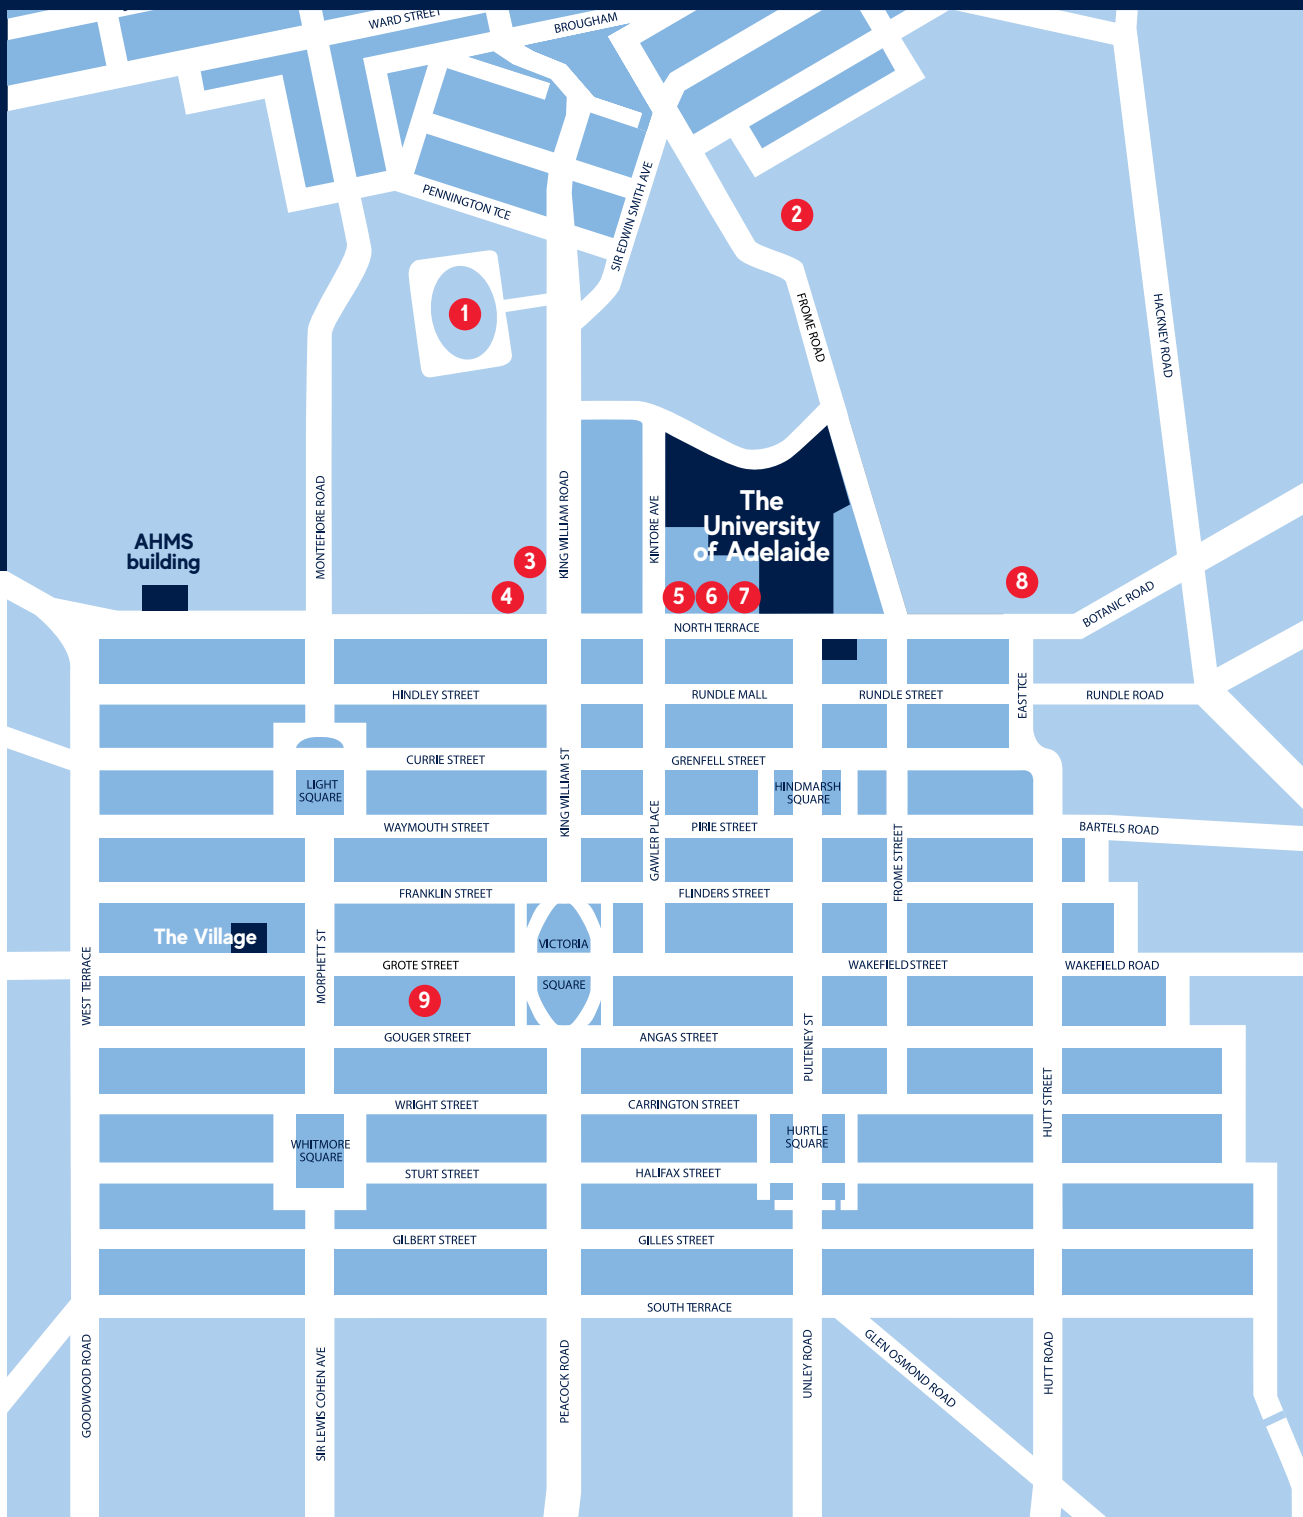 WARD STREET
BROUGHAM
PENNINGTON TCE
SIR EDWIN SMITH AVE
2
1
FROME ROAD
HACKNEY ROAD
MONTEFIORE ROAD
KING WILLIAM ROAD
KINTORE AVE
The
University
of Adelaide
AHMS
building
3
4
5
6
7
8
BOTANIC ROAD
NORTH TERRACE
HINDLEY STREET
RUNDLE MALL
RUNDLE STREET
EAST TCE
RUNDLE ROAD
CURRIE STREET
KING WILLIAM ST
GRENFELL STREET
LIGHT
SQUARE
HINDMARSH
SQUARE
GAWLER PLACE
WAYMOUTH STREET
PIRIE STREET
FROME STREET
BARTELS ROAD
FRANKLIN STREET
FLINDERS STREET
The Village
VICTORIA
SQUARE
WEST TERRACE
MORPHETT ST
GROTE STREET
WAKEFIELD STREET
WAKEFIELD ROAD
9
GOUGER STREET
ANGAS STREET
PULTENEY ST
HUTT STREET
WRIGHT STREET
CARRINGTON STREET
WHITMORE
SQUARE
HURTLE
SQUARE
STURT STREET
HALIFAX STREET
GILBERT STREET
GILLES STREET
SOUTH TERRACE
GOODWOOD ROAD
SIR LEWIS COHEN AVE
PEACOCK ROAD
UNLEY ROAD
GLEN OSMOND ROAD
HUTT ROAD